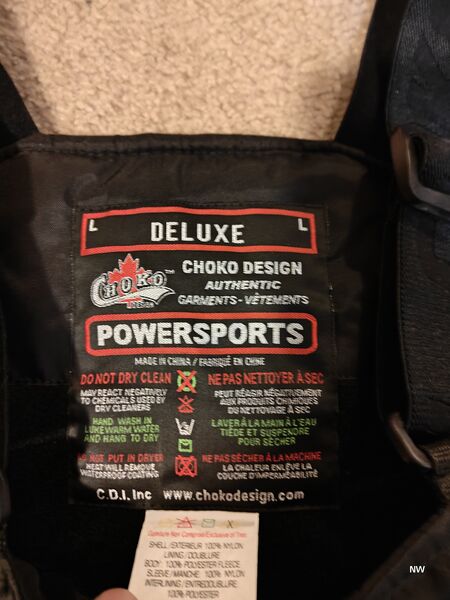 L DELUXE L
CHOKO DESIGN
CHOKO™
DESIGN
AUTHENTIC
GARMENTS - VÊTEMENTS
POWERSPORTS
MADE IN CHINA / FABRIQUÉ EN CHINE
DO NOT DRY CLEAN NE PAS NETTOYER À SEC
MAY REACT NEGATIVELY PEUT RÉAGIR NÉGATIVEMENT
TO CHEMICALS USED BY AUX PRODUITS CHIMIQUES
DRY CLEANERS DU NETTOYAGE À SEC
HAND WASH IN LAVER À LA MAIN À L'EAU
LUKEWARM WATER TIÈDE ET SUSPENDRE
AND HANG TO DRY POUR SÉCHER
DO NOT PUT IN DRYER NE PAS SÉCHER À LA MACHINE
HEAT WILL REMOVE LA CHALEUR ENLÈVE LA
WATERPROOF COATING COUCHE D'IMPERMÉABILITÉ
C.D.I, Inc www.chokodesign.com
SHELL/EXTERIEUR 100% NYLON
LINING/DOUBLURE
BODY 100% POLYESTER FLEECE
SLEEVE/MANCHE 100% NYLON
INTERLINING/ENTREDOUBLURE
100% POLYESTER
NW